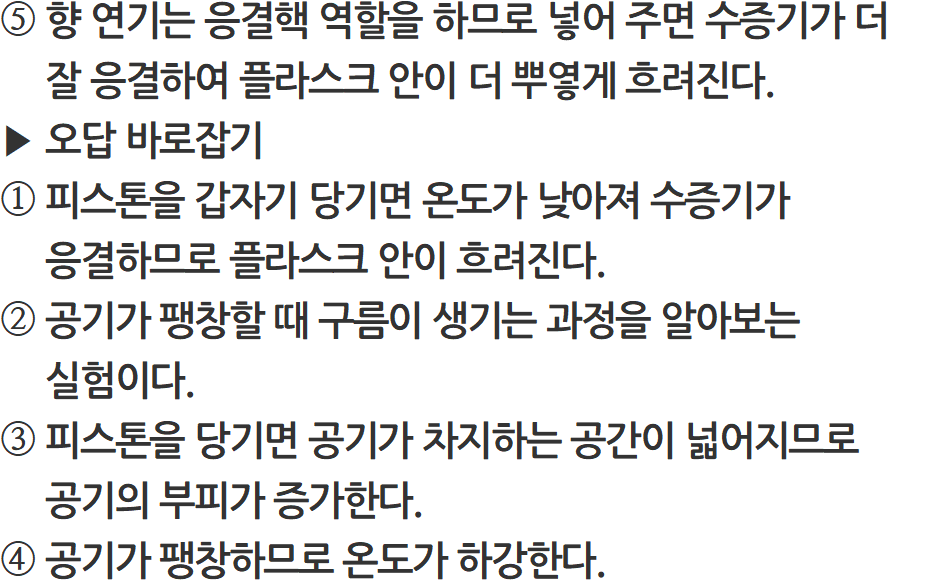 ⑤ 향 연기는 응결핵 역할을 하므로 넣어 주면 수증기가 더
잘 응결하여 플라스크 안이 더 뿌옇게 흐려진다.
▶ 오답 바로잡기
① 피스톤을 갑자기 당기면 온도가 낮아져 수증기가
응결하므로 플라스크 안이 흐려진다.
② 공기가 팽창할 때 구름이 생기는 과정을 알아보는
실험이다.
③ 피스톤을 당기면 공기가 차지하는 공간이 넓어지므로
공기의 부피가 증가한다.
④ 공기가 팽창하므로 온도가 하강한다.